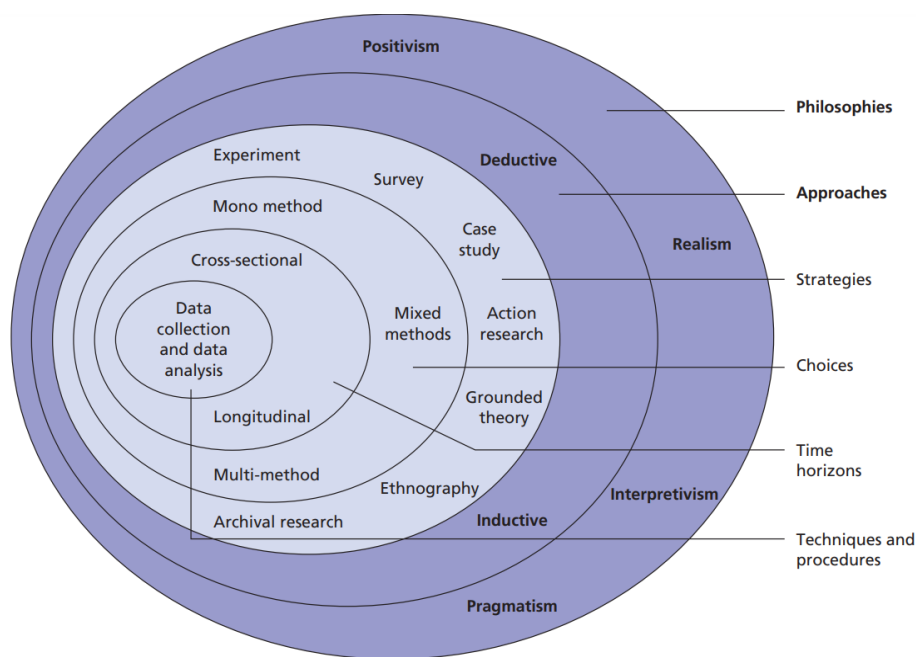 Positivism
Philosophies
Experiment
Deductive
Survey
Approaches
Mono method
Case
study
Realism
Cross-sectional
Strategies
Data
collection
and data
analysis
Mixed
methods
Action
research
Choices
Grounded
theory
Longitudinal
Time
horizons
Multi-method
Ethnography
Interpretivism
Archival research
Inductive
Techniques and
procedures
Pragmatism